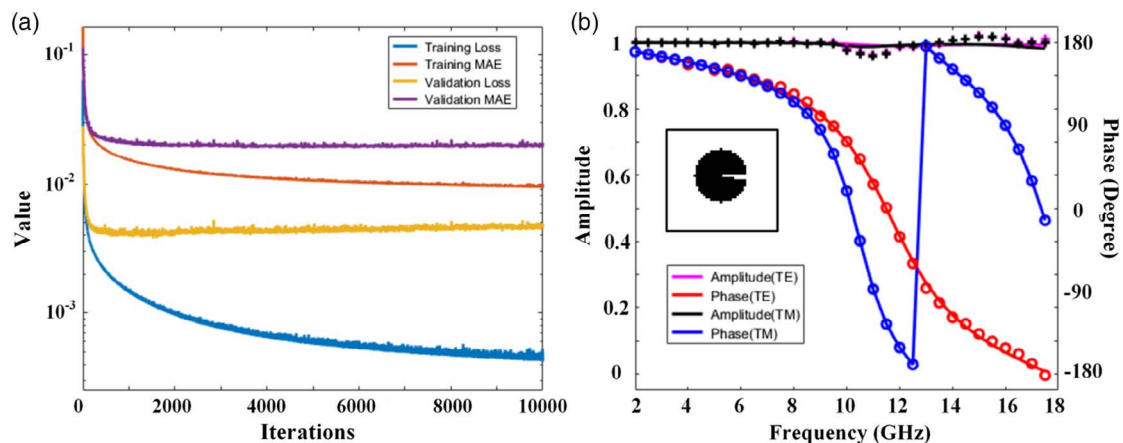 (a)
Value
10⁻¹
10⁻²
10⁻³
Training Loss
Training MAE
Validation Loss
Validation MAE
0
2000
4000
6000
8000
10000
Iterations
(b)
Amplitude
1
0.8
0.6
0.4
0.2
0
Amplitude(TE)
Phase(TE)
Amplitude(TM)
Phase(TM)
2
4
6
8
10
12
14
16
18
Frequency (GHz)
180
90
0
-90
-180
Phase (Degree)